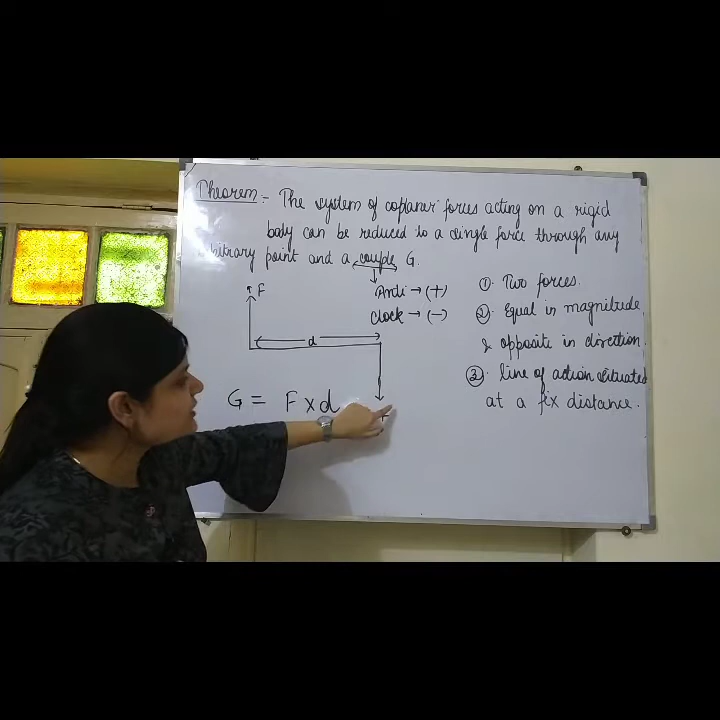 Theorem:- The system of coplaner forces acting on a rigid
body can be reduced to a single force through any
arbitrary point and a couple G.
Anti → (+)
Clock → (-)
① Two forces.
② Equal in magnitude
& opposite in direction.
③ line of action situated
at a fix distance.
F
d
G = F x d
F